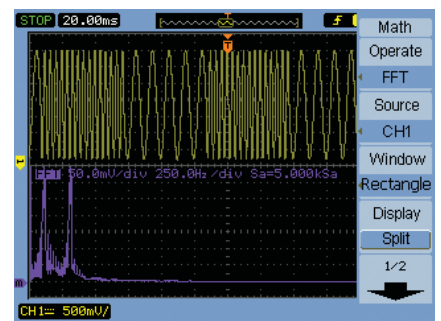 STOP 20.00ms
T
FFT 50.0mV/div 250.0Hz/div Sa=5.000kSa
1
m
CH1 500mV/
Math
Operate
FFT
Source
CH1
Window
Rectangle
Display
Split
1/2